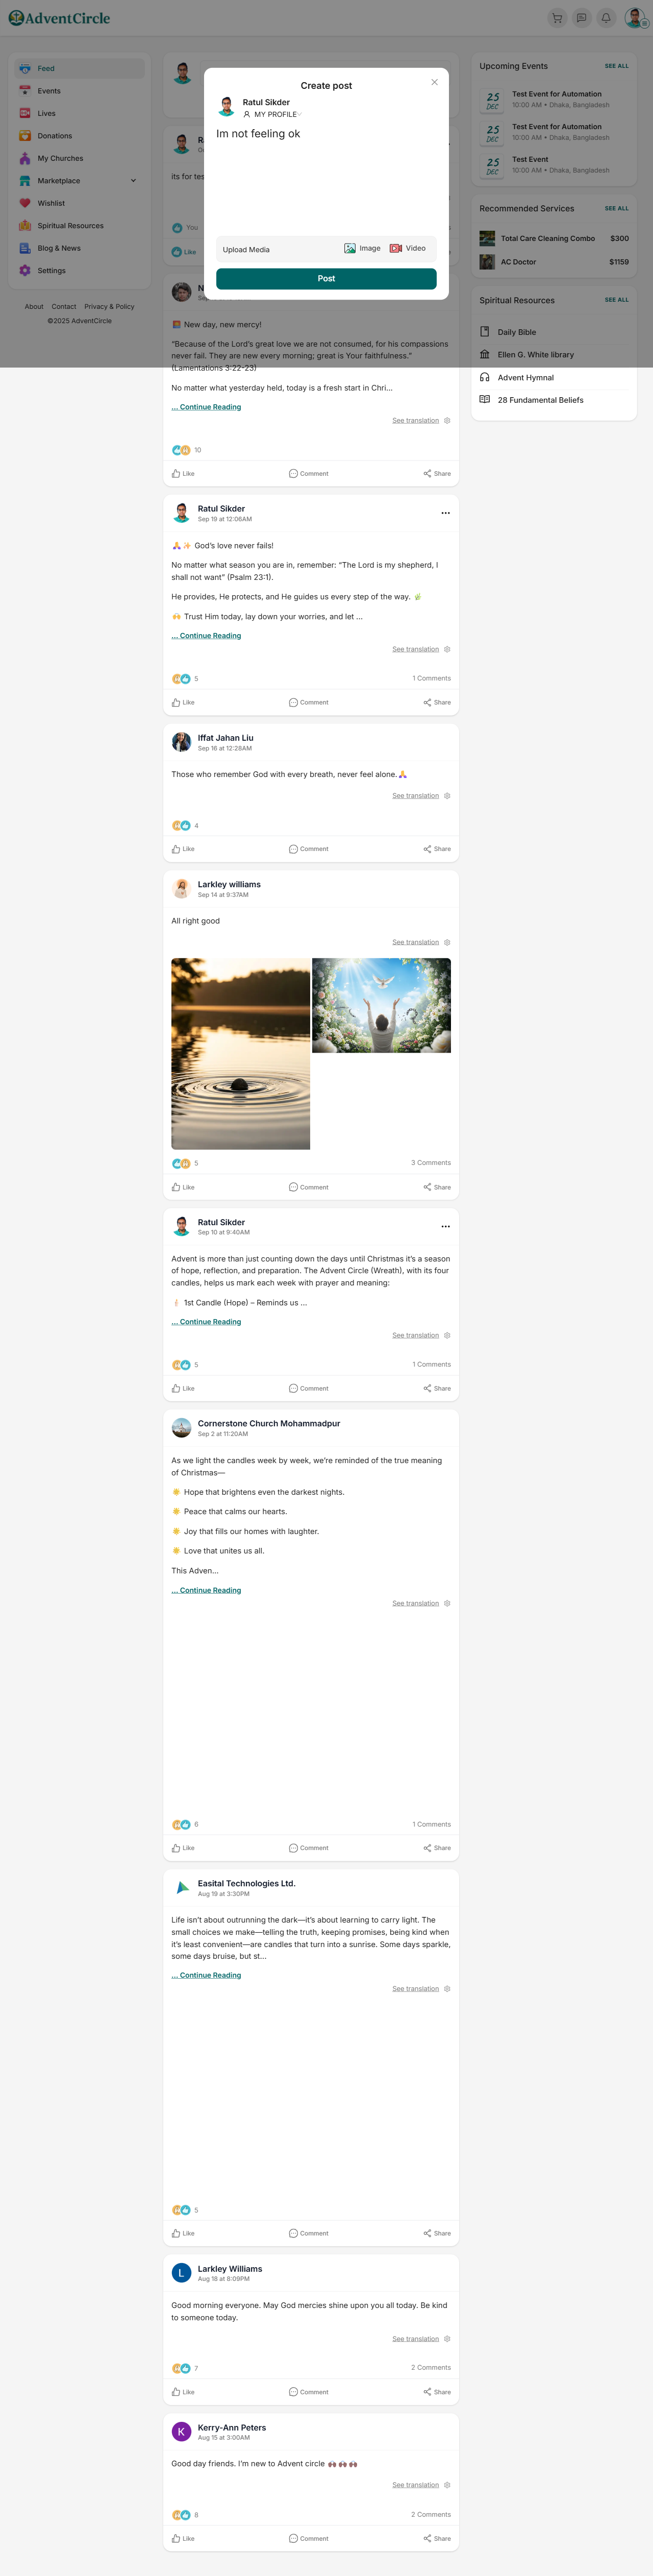 AdventCircle
Feed
Events
Lives
Donations
My Churches
Marketplace
Wishlist
Spiritual Resources
Blog & News
Settings
About Contact Privacy & Policy
©2025 AdventCircle
Create post
Ratul Sikder
MY PROFILE
Im not feeling ok
Upload Media
Image
Video
Post
its for tes
You
Like
🌅 New day, new mercy!
“Because of the Lord’s great love we are not consumed, for his compassions
never fail. They are new every morning; great is Your faithfulness.”
(Lamentations 3:22-23)
No matter what yesterday held, today is a fresh start in Chri...
... Continue Reading
See translation
10
Like Comment Share
Ratul Sikder
Sep 19 at 12:06AM
🙏✨ God’s love never fails!
No matter what season you are in, remember: “The Lord is my shepherd, I
shall not want” (Psalm 23:1).
He provides, He protects, and He guides us every step of the way. 🌿
🙌 Trust Him today, lay down your worries, and let ...
... Continue Reading
See translation
5
1 Comments
Like Comment Share
Iffat Jahan Liu
Sep 16 at 12:28AM
Those who remember God with every breath, never feel alone.🙏
See translation
4
Like Comment Share
Larkley williams
Sep 14 at 9:37AM
All right good
See translation
5
3 Comments
Like Comment Share
Ratul Sikder
Sep 10 at 9:40AM
Advent is more than just counting down the days until Christmas it’s a season
of hope, reflection, and preparation. The Advent Circle (Wreath), with its four
candles, helps us mark each week with prayer and meaning:
🕯 1st Candle (Hope) – Reminds us ...
... Continue Reading
See translation
5
1 Comments
Like Comment Share
Cornerstone Church Mohammadpur
Sep 2 at 11:20AM
As we light the candles week by week, we’re reminded of the true meaning
of Christmas—
🌟 Hope that brightens even the darkest nights.
🌟 Peace that calms our hearts.
🌟 Joy that fills our homes with laughter.
🌟 Love that unites us all.
This Adven...
... Continue Reading
See translation
6
1 Comments
Like Comment Share
Easital Technologies Ltd.
Aug 19 at 3:30PM
Life isn’t about outrunning the dark—it’s about learning to carry light. The
small choices we make—telling the truth, keeping promises, being kind when
it’s least convenient—are candles that turn into a sunrise. Some days sparkle,
some days bruise, but st...
... Continue Reading
See translation
5
Like Comment Share
L
Larkley Williams
Aug 18 at 8:09PM
Good morning everyone. May God mercies shine upon you all today. Be kind
to someone today.
See translation
7
2 Comments
Like Comment Share
K
Kerry-Ann Peters
Aug 15 at 3:00AM
Good day friends. I’m new to Advent circle
See translation
8
2 Comments
Like Comment Share
Upcoming Events
SEE ALL
25
DEC
Test Event for Automation
10:00 AM • Dhaka, Bangladesh
25
DEC
Test Event for Automation
10:00 AM • Dhaka, Bangladesh
25
DEC
Test Event
10:00 AM • Dhaka, Bangladesh
Recommended Services
SEE ALL
Total Care Cleaning Combo $300
AC Doctor $1159
Spiritual Resources
SEE ALL
Daily Bible
Ellen G. White library
Advent Hymnal
28 Fundamental Beliefs